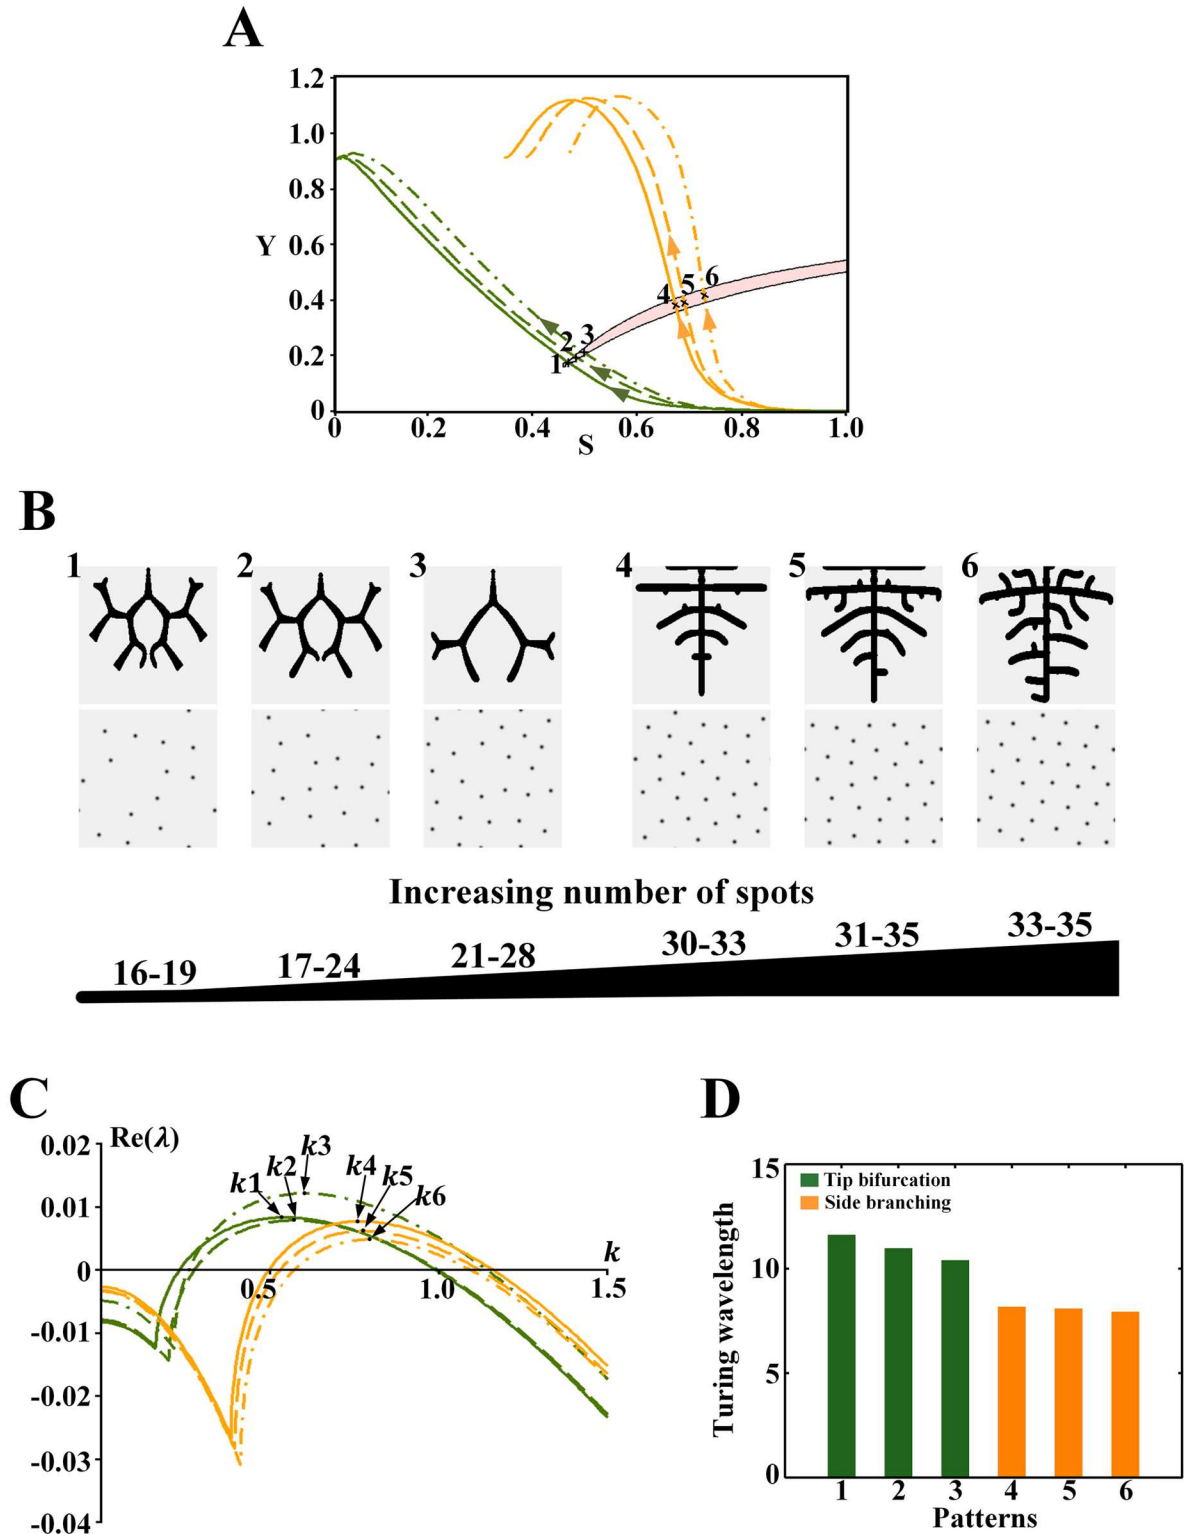 A
1.2
1.0
0.8
Y 0.6
0.4
0.2
0
4 5 6
1 2 3
0 0.2 0.4 0.6 0.8 1.0
S
B
1 2 3 4 5 6
Increasing number of spots
16-19 17-24 21-28 30-33 31-35 33-35
C
Re(λ)
0.02
0.01
0
-0.01
-0.02
-0.03
-0.04
k1 k2 k3 k4 k5 k6
k
0.5 1.0 1.5
D
Turing wavelength
15
10
5
0
Tip bifurcation
Side branching
1 2 3 4 5 6
Patterns